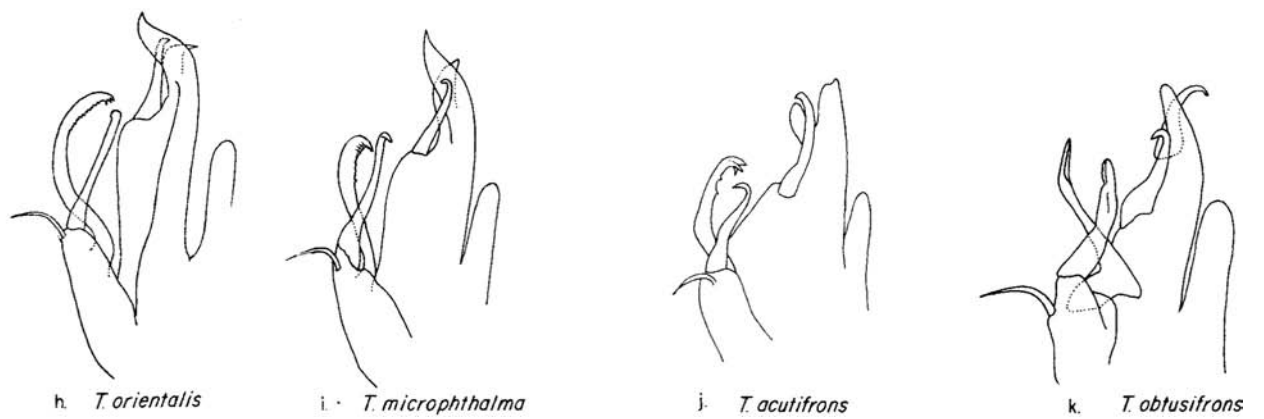 h. T. orientalis i. · T. microphthalma j. T. acutifrons k. T. obtusifrons